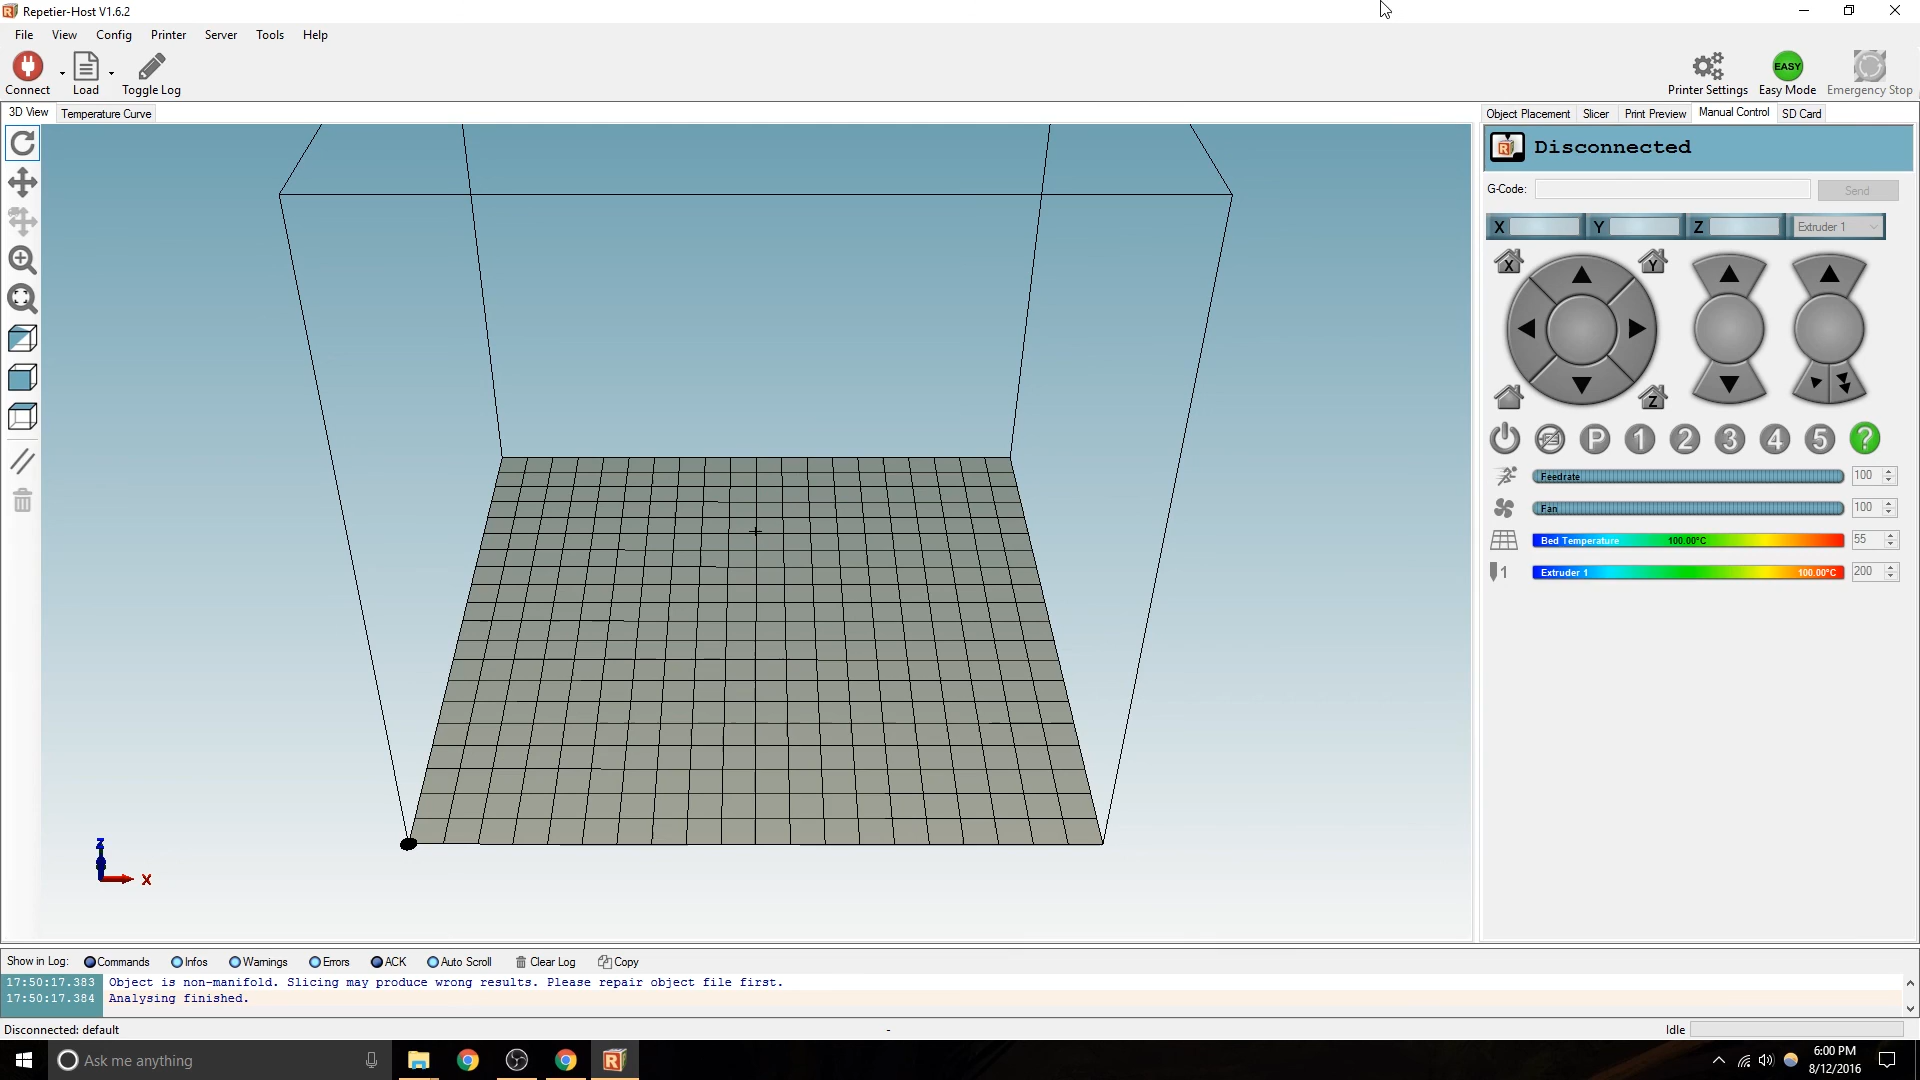 Repetier-Host V1.6.2
File View Config Printer Server Tools Help
Connect Load Toggle Log Printer Settings EASY Easy Mode Emergency Stop
3D View Temperature Curve Object Placement Slicer Print Preview Manual Control SD Card
R Disconnected
G-Code: Send
X Y Z Extruder 1
X Y
Z
P 1 2 3 4 5 ?
Feedrate 100
Fan 100
Bed Temperature 100.00°C 55
1 Extruder 1 100.00°C 200
Z
X
Show in Log: Commands Infos Warnings Errors ACK Auto Scroll Clear Log Copy
17:50:17.383 Object is non-manifold. Slicing may produce wrong results. Please repair object file first.
17:50:17.384 Analysing finished.
Disconnected: default - Idle
Ask me anything R 6:00 PM
8/12/2016